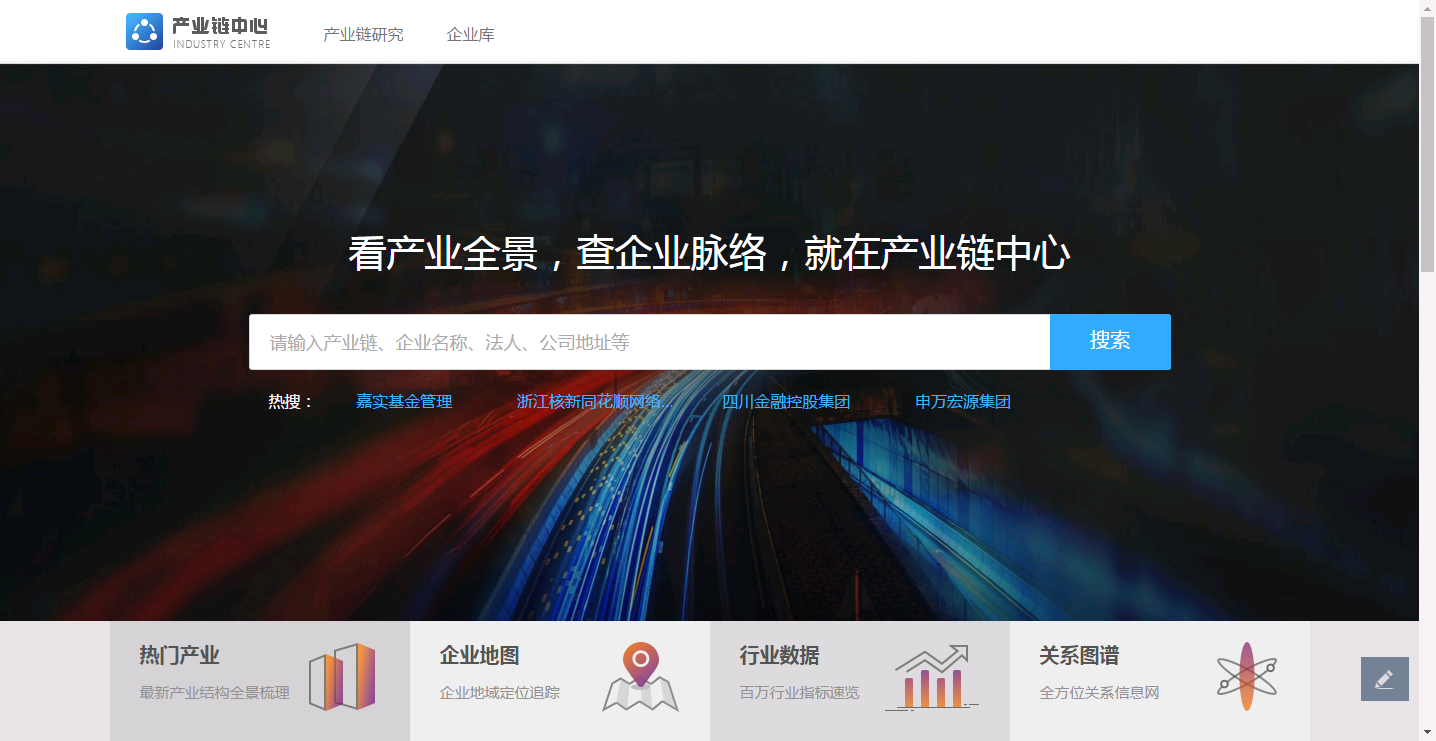 产业链中心
INDUSTRY CENTRE
产业链研究
企业库
看产业全景，查企业脉络，就在产业链中心
请输入产业链、企业名称、法人、公司地址等
搜索
热搜：
嘉实基金管理
浙江核新同花顺网络...
四川金融控股集团
申万宏源集团
热门产业
最新产业结构全景梳理
企业地图
企业地域定位追踪
行业数据
百万行业指标速览
关系图谱
全方位关系信息网